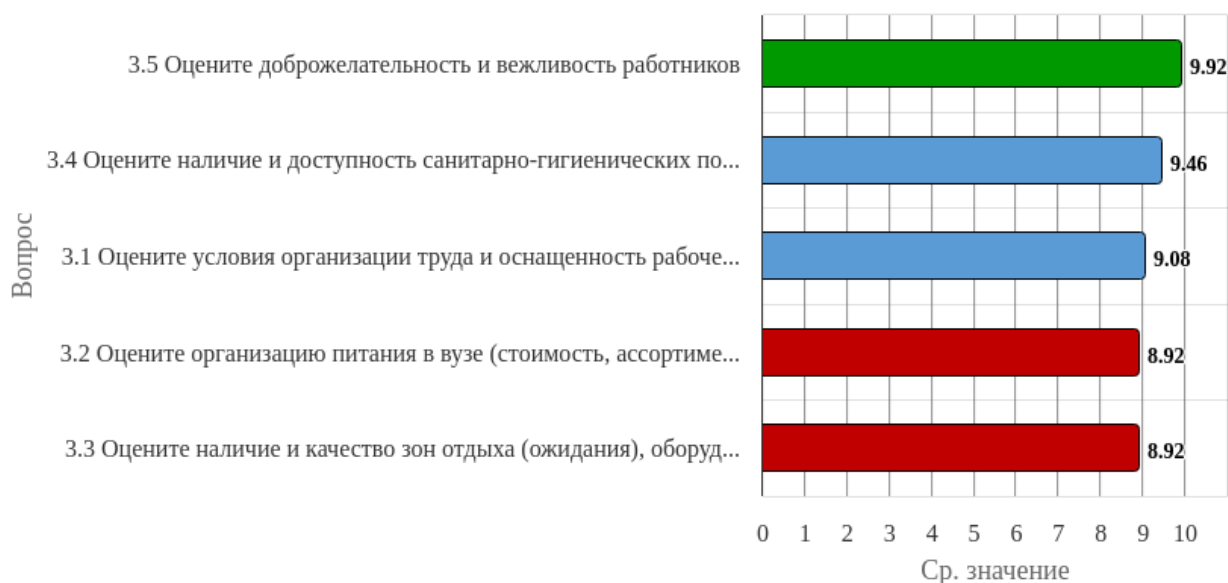 3.5 Оцените доброжелательность и вежливость работников
9.92
3.4 Оцените наличие и доступность санитарно-гигиенических по...
9.46
3.1 Оцените условия организации труда и оснащенность рабоче...
9.08
3.2 Оцените организацию питания в вузе (стоимость, ассортиме...
8.92
3.3 Оцените наличие и качество зон отдыха (ожидания), оборуд...
8.92
Вопрос
0 1 2 3 4 5 6 7 8 9 10
Ср. значение